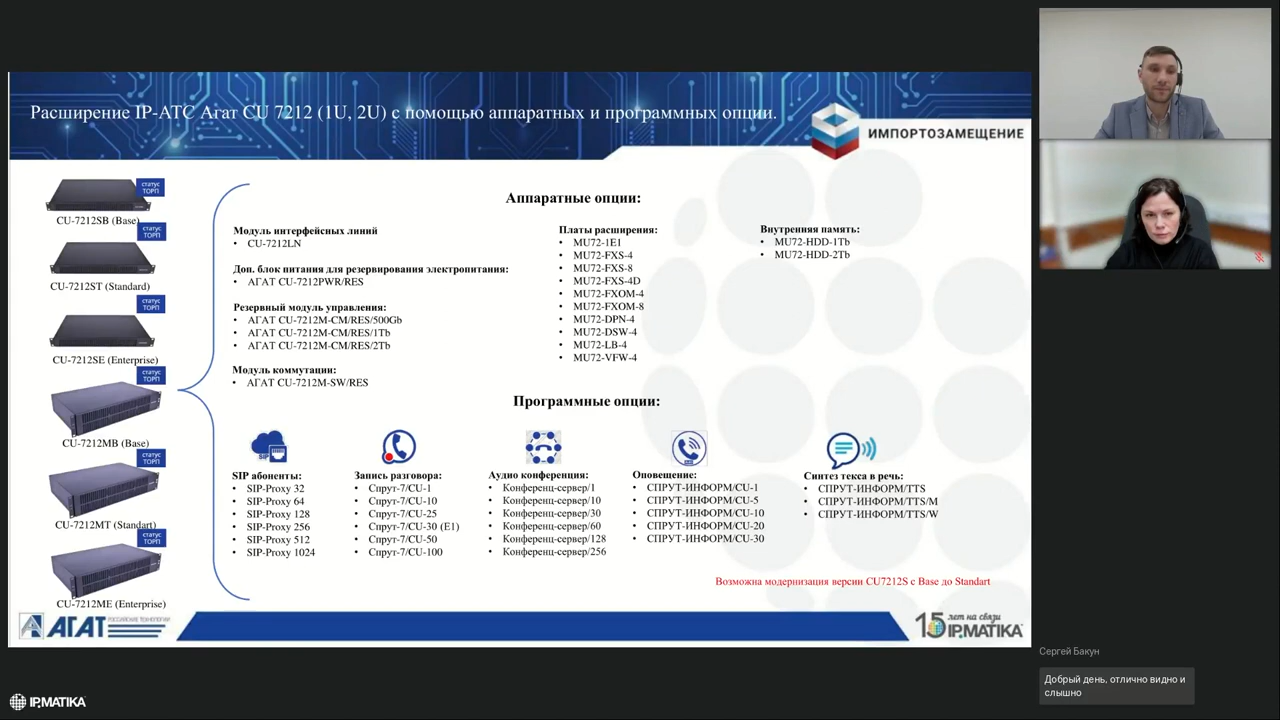 Расширение IP-АТС Агат CU 7212 (1U, 2U) с помощью аппаратных и программных опции.
ИМПОРТОЗАМЕЩЕНИЕ
статус
ТОРП
CU-7212SB (Base)
статус
ТОРП
CU-7212ST (Standard)
статус
ТОРП
CU-7212SE (Enterprise)
статус
ТОРП
CU-7212MB (Base)
статус
ТОРП
CU-7212MT (Standart)
статус
ТОРП
CU-7212ME (Enterprise)
Аппаратные опции:
Модуль интерфейсных линий
• CU-7212LN
Доп. блок питания для резервирования электропитания:
• АГАТ CU-7212PWR/RES
Резервный модуль управления:
• АГАТ CU-7212M-CM/RES/500Gb
• АГАТ CU-7212M-CM/RES/1Tb
• АГАТ CU-7212M-CM/RES/2Tb
Модуль коммутации:
• АГАТ CU-7212M-SW/RES
Платы расширения:
• MU72-1E1
• MU72-FXS-4
• MU72-FXS-8
• MU72-FXS-4D
• MU72-FXOM-4
• MU72-FXOM-8
• MU72-DPN-4
• MU72-DSW-4
• MU72-LB-4
• MU72-VFW-4
Внутренняя память:
• MU72-HDD-1Tb
• MU72-HDD-2Tb
Программные опции:
SIP
SIP абоненты:
• SIP-Proxy 32
• SIP-Proxy 64
• SIP-Proxy 128
• SIP-Proxy 256
• SIP-Proxy 512
• SIP-Proxy 1024
Запись разговора:
• Спрут-7/CU-1
• Спрут-7/CU-10
• Спрут-7/CU-25
• Спрут-7/CU-30 (E1)
• Спрут-7/CU-50
• Спрут-7/CU-100
Аудио конференция:
• Конференц-сервер/1
• Конференц-сервер/10
• Конференц-сервер/30
• Конференц-сервер/60
• Конференц-сервер/128
• Конференц-сервер/256
Оповещение:
• СПРУТ-ИНФОРМ/CU-1
• СПРУТ-ИНФОРМ/CU-5
• СПРУТ-ИНФОРМ/CU-10
• СПРУТ-ИНФОРМ/CU-20
• СПРУТ-ИНФОРМ/CU-30
Синтез текса в речь:
• СПРУТ-ИНФОРМ/TTS
• СПРУТ-ИНФОРМ/TTS/M
• СПРУТ-ИНФОРМ/TTS/W
Возможна модернизация версии CU7212S с Base до Standart
АГАТ
РОССИЙСКИЕ ТЕХНОЛОГИИ
15 лет на связи
IPMATIKA
Сергей Бакун
Добрый день, отлично видно и
слышно
IPMATIKA